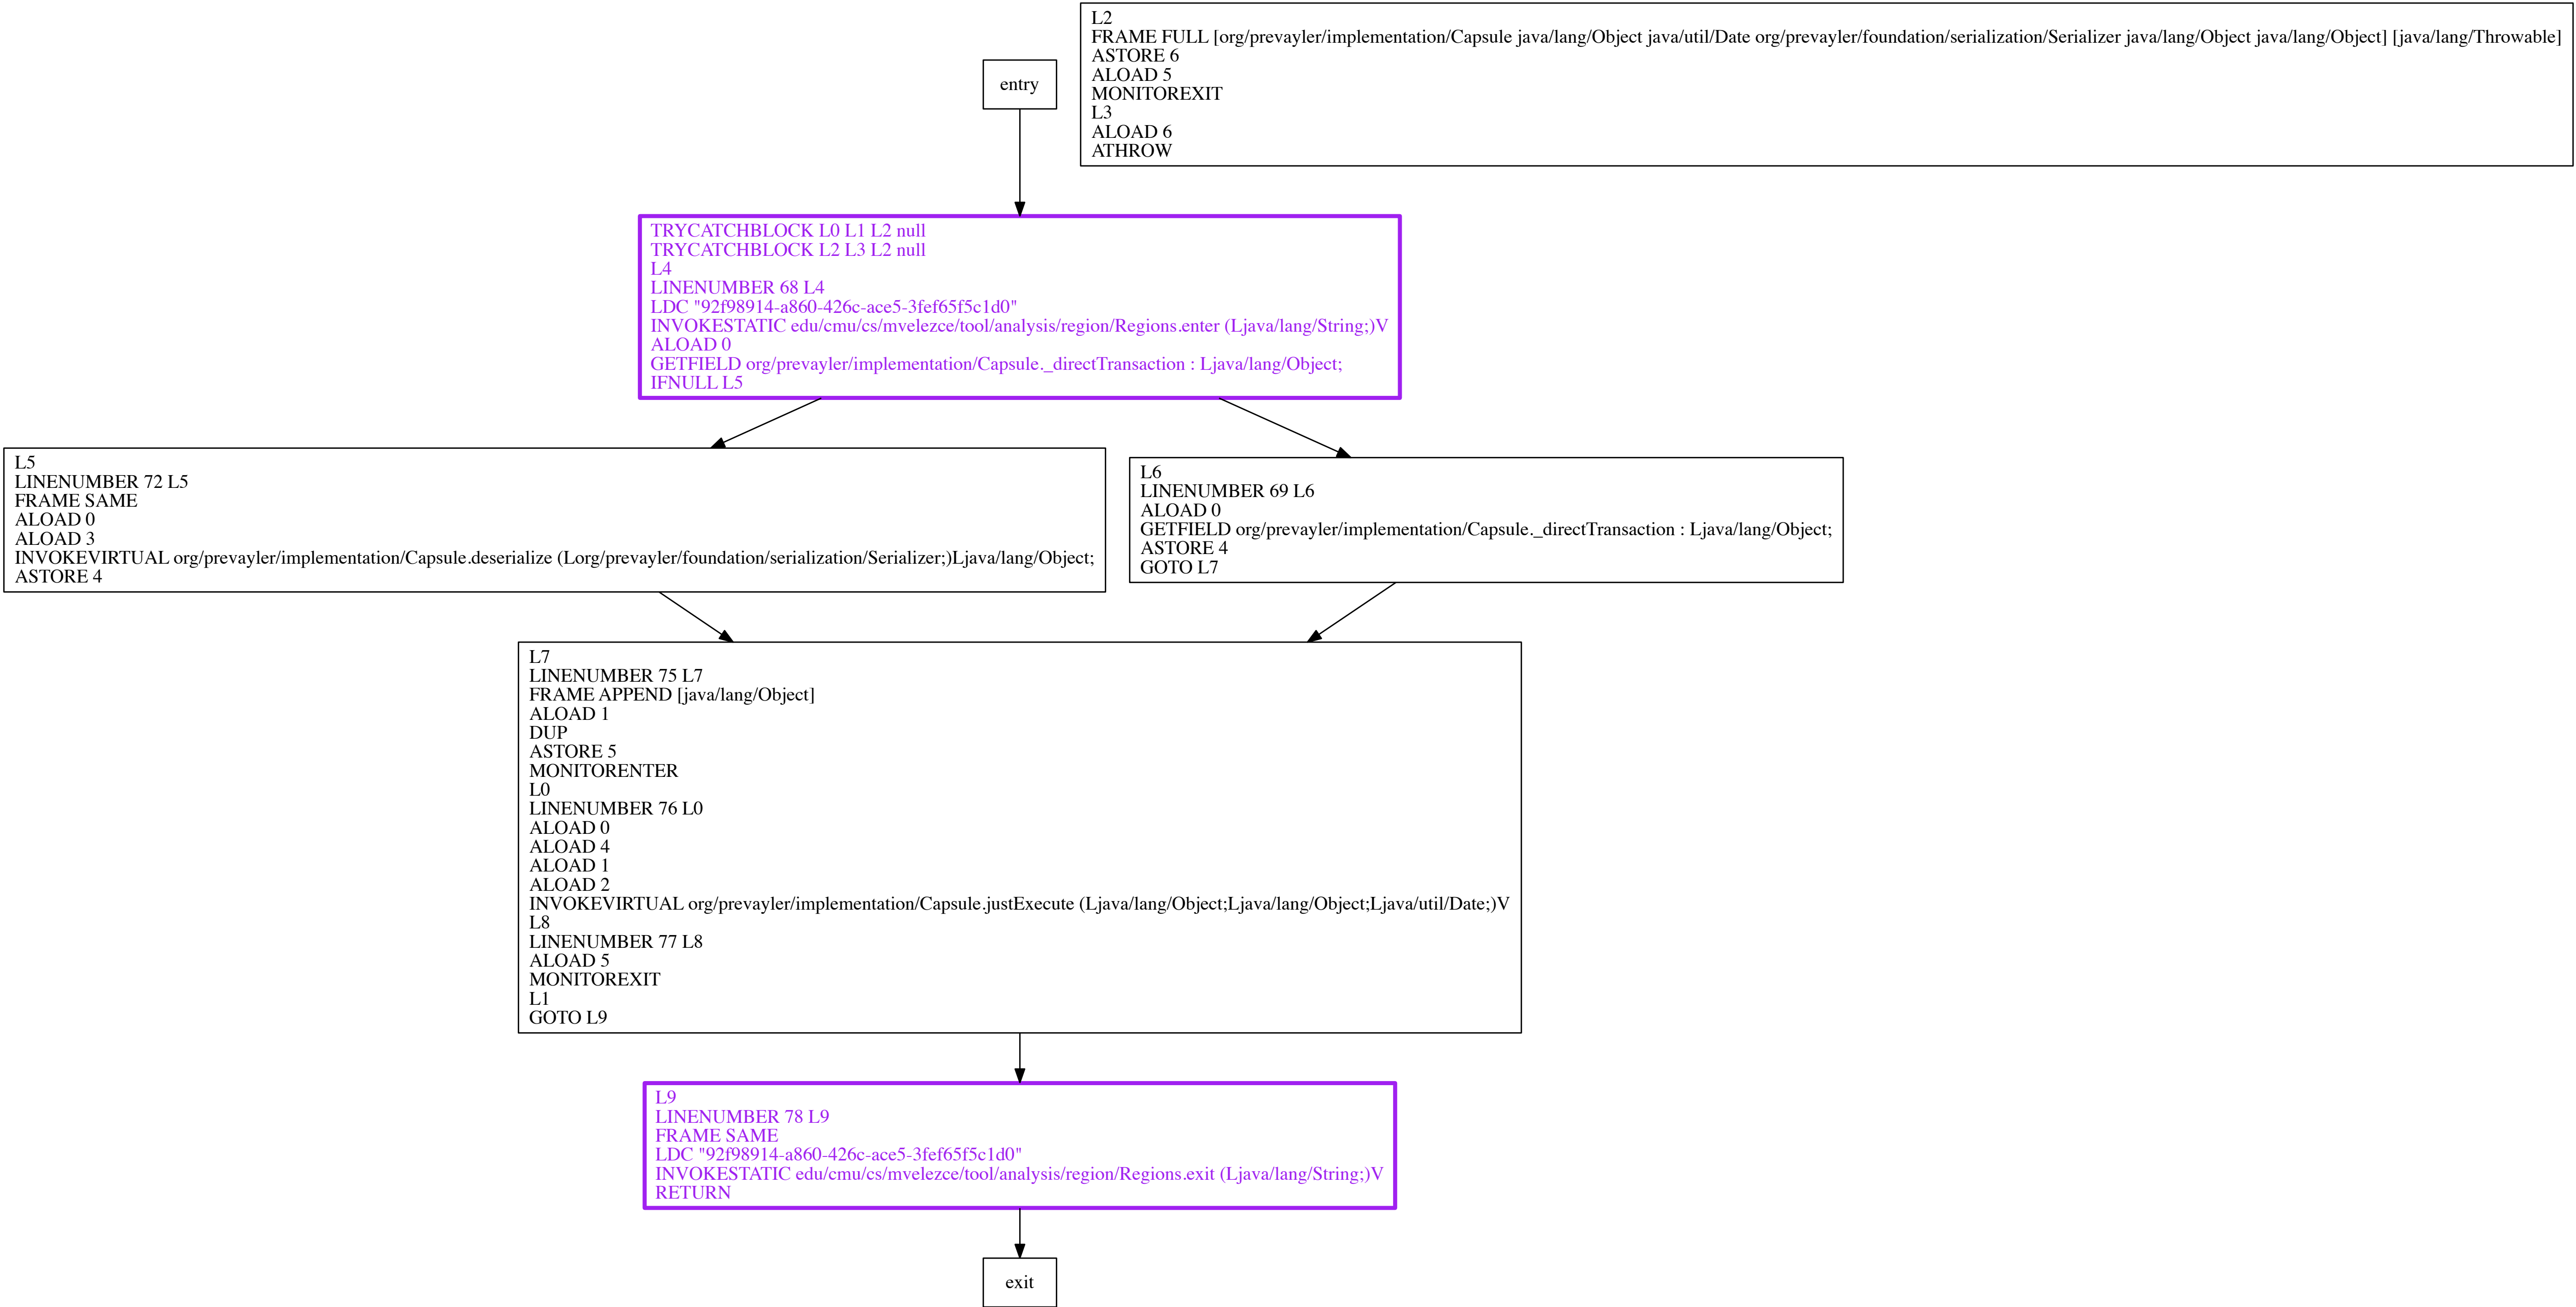 L2
FRAME FULL [org/prevayler/implementation/Capsule java/lang/Object java/util/Date org/prevayler/foundation/serialization/Serializer java/lang/Object java/lang/Object] [java/lang/Throwable]
ASTORE 6
ALOAD 5
MONITOREXIT
L3
ALOAD 6
ATHROW
entry
TRYCATCHBLOCK L0 L1 L2 null
TRYCATCHBLOCK L2 L3 L2 null
L4
LINENUMBER 68 L4
LDC "92f98914-a860-426c-ace5-3fef65f5c1d0"
INVOKESTATIC edu/cmu/cs/mvelezce/tool/analysis/region/Regions.enter (Ljava/lang/String;)V
ALOAD 0
GETFIELD org/prevayler/implementation/Capsule._directTransaction : Ljava/lang/Object;
IFNULL L5
L5
LINENUMBER 72 L5
FRAME SAME
ALOAD 0
ALOAD 3
INVOKEVIRTUAL org/prevayler/implementation/Capsule.deserialize (Lorg/prevayler/foundation/serialization/Serializer;)Ljava/lang/Object;
ASTORE 4
L6
LINENUMBER 69 L6
ALOAD 0
GETFIELD org/prevayler/implementation/Capsule._directTransaction : Ljava/lang/Object;
ASTORE 4
GOTO L7
L7
LINENUMBER 75 L7
FRAME APPEND [java/lang/Object]
ALOAD 1
DUP
ASTORE 5
MONITORENTER
L0
LINENUMBER 76 L0
ALOAD 0
ALOAD 4
ALOAD 1
ALOAD 2
INVOKEVIRTUAL org/prevayler/implementation/Capsule.justExecute (Ljava/lang/Object;Ljava/lang/Object;Ljava/util/Date;)V
L8
LINENUMBER 77 L8
ALOAD 5
MONITOREXIT
L1
GOTO L9
L9
LINENUMBER 78 L9
FRAME SAME
LDC "92f98914-a860-426c-ace5-3fef65f5c1d0"
INVOKESTATIC edu/cmu/cs/mvelezce/tool/analysis/region/Regions.exit (Ljava/lang/String;)V
RETURN
exit